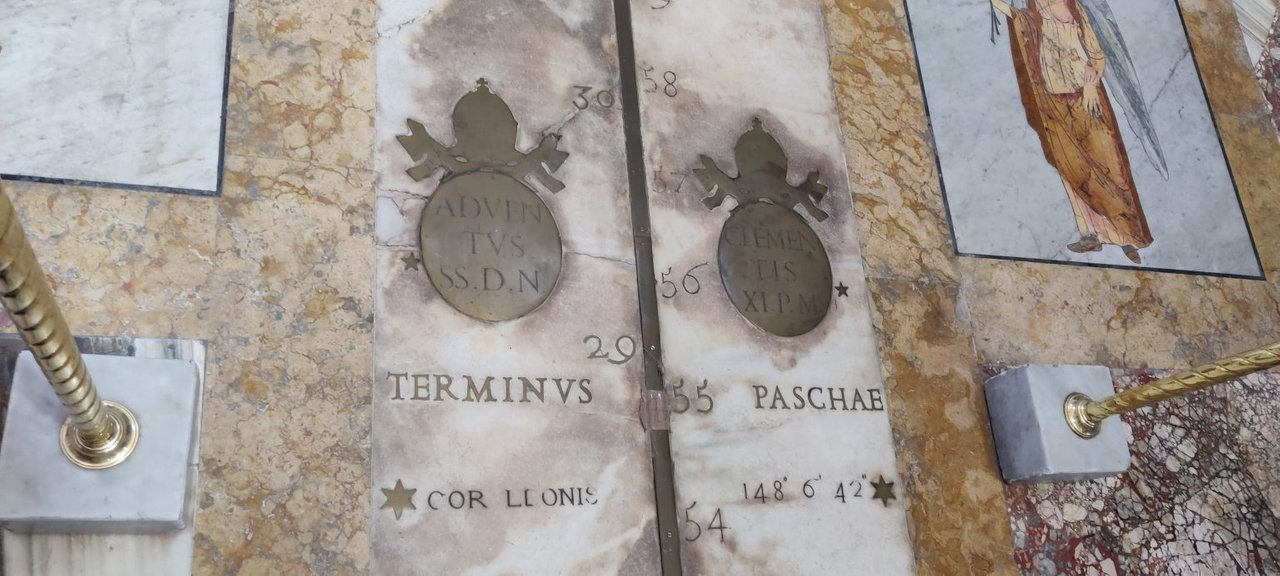 58
30
57
ADVEN
TVS
SS.D.N
CLEMEN
TIS
XI.P.M
56
29
TERMINVS 55 PASCHAE
COR LEONIS 148° 6' 42"
54